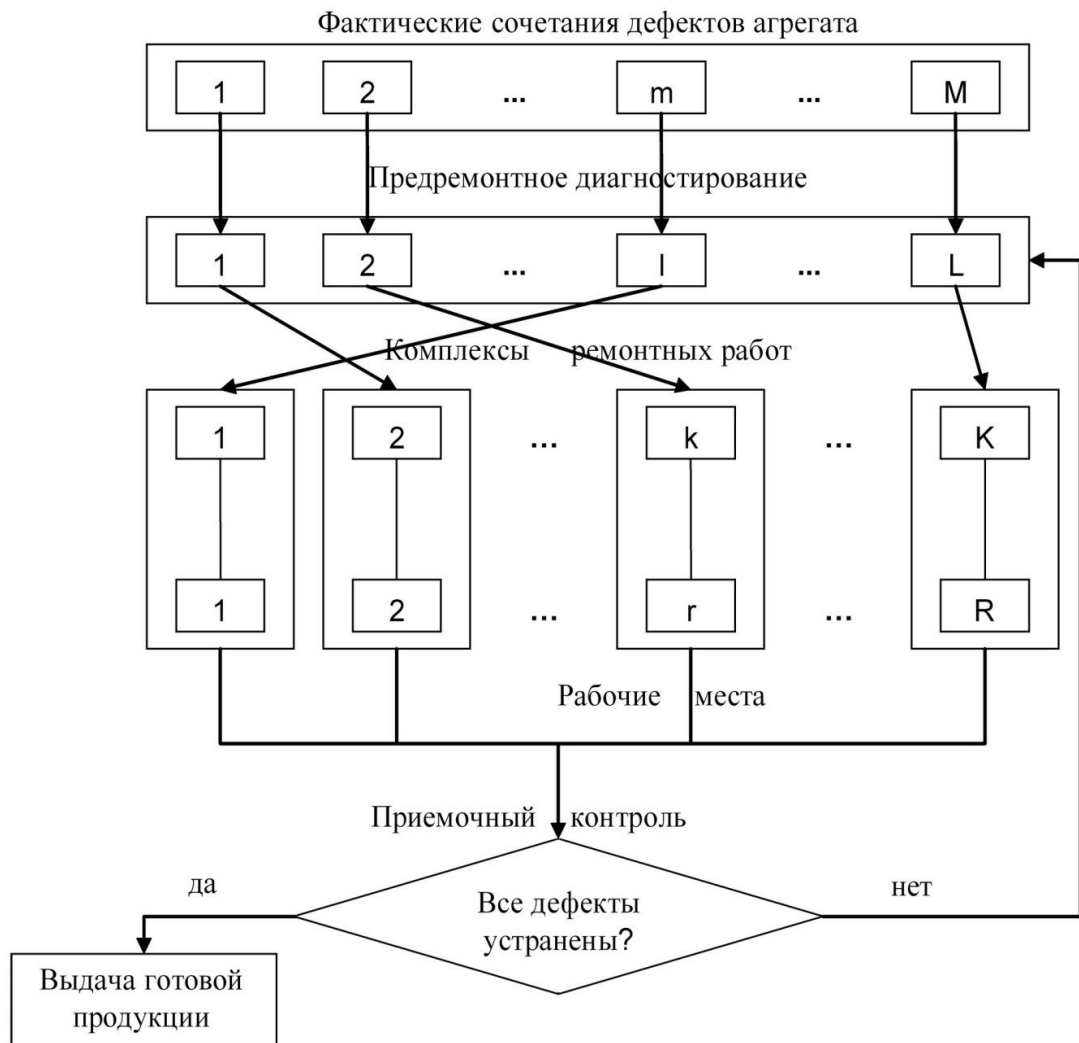 Фактические сочетания дефектов агрегата
1 2 ... m ... M
Предремонтное диагностирование
1 2 ... l ... L
Комплексы ремонтных работ
1 2 ... k ... K
1 2 ... r ... R
Рабочие места
Приемочный контроль
да
нет
Все дефекты
устранены?
Выдача готовой
продукции